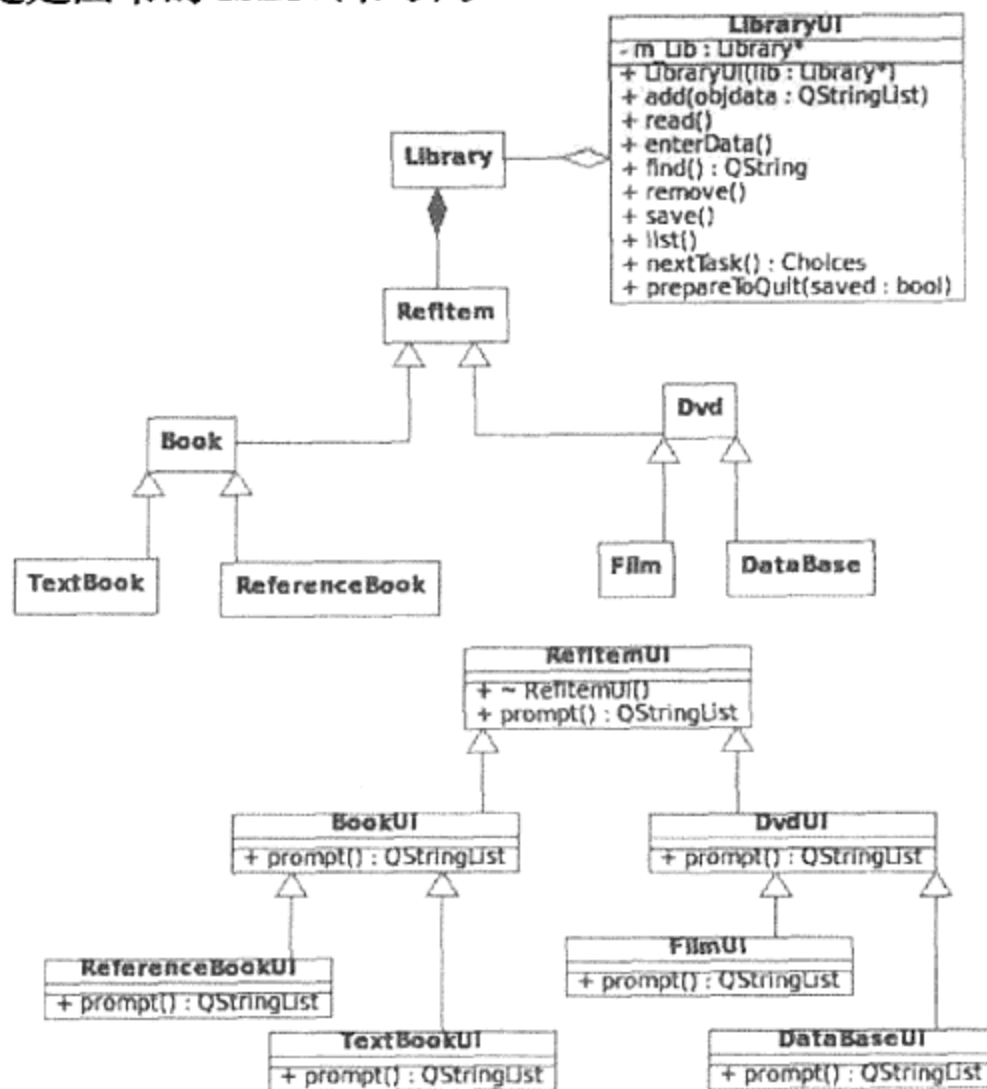 LibraryUI
- m_Lib : Library*
+ LibraryUI(lib : Library*)
+ add(objdata : QStringList)
+ read()
+ enterData()
+ find() : QString
+ remove()
+ save()
+ list()
+ nextTask() : Choices
+ prepareToQuit(saved : bool)
Library
RefItem
Book
Dvd
TextBook
ReferenceBook
Film
DataBase
RefItemUI
+ ~ RefItemUI()
+ prompt() : QStringList
BookUI
+ prompt() : QStringList
DvdUI
+ prompt() : QStringList
ReferenceBookUI
+ prompt() : QStringList
FilmUI
+ prompt() : QStringList
TextBookUI
+ prompt() : QStringList
DataBaseUI
+ prompt() : QStringList